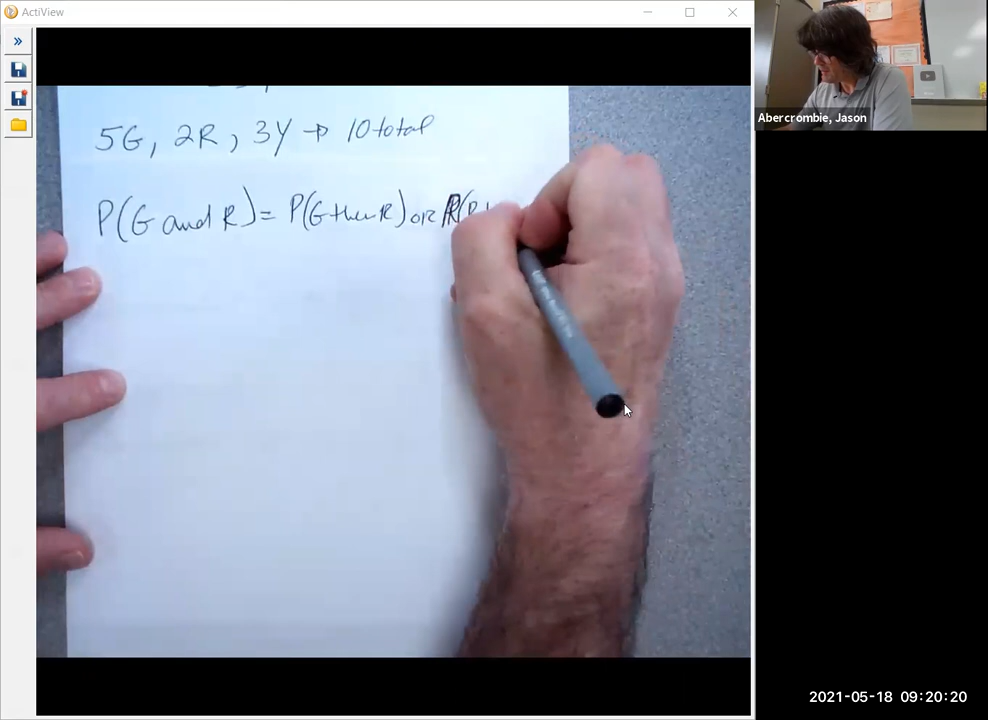 ActiView
5G, 2R, 3Y → 10 total
P(G and R) = P(G then R) or P(R
Abercrombie, Jason
2021-05-18 09:20:20